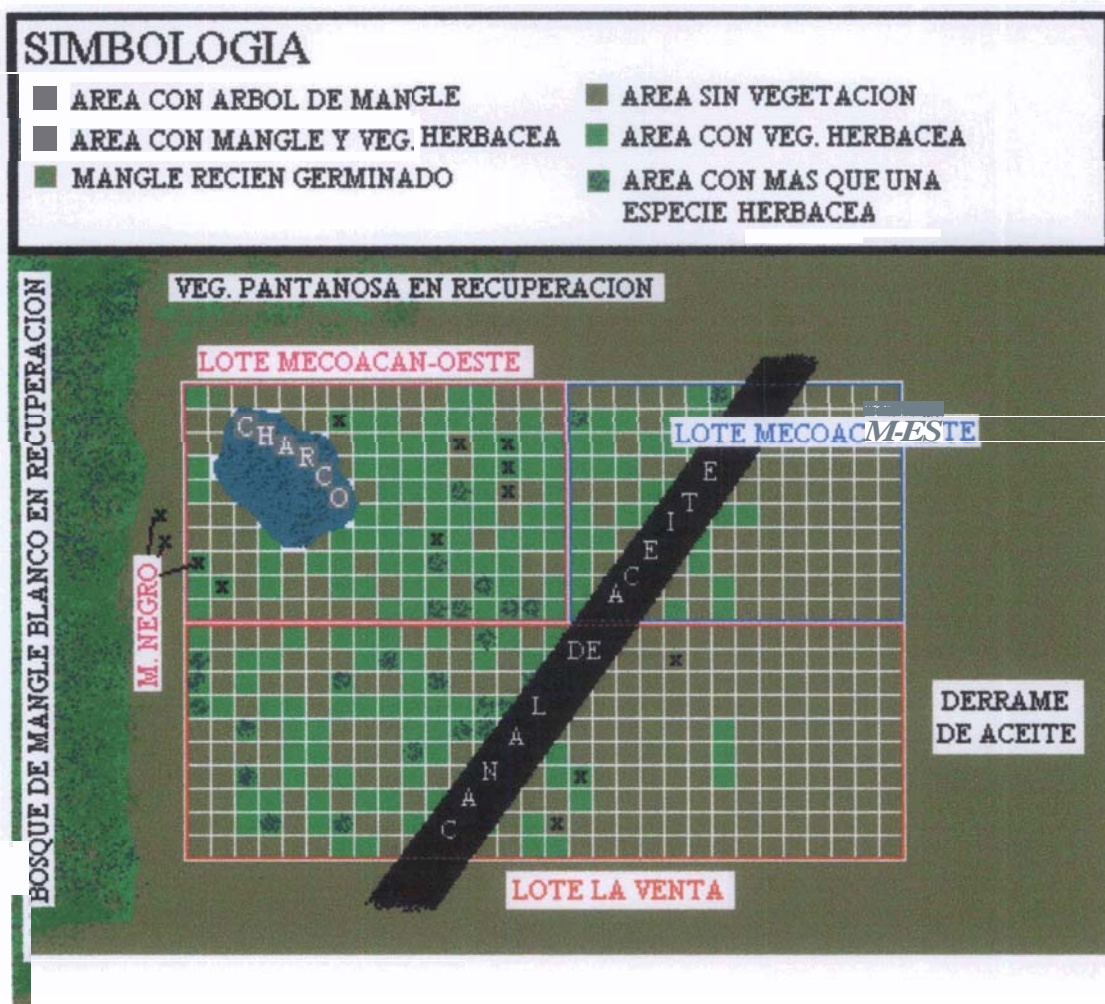 SIMBOLOGIA
AREA CON ARBOL DE MANGLE
AREA CON MANGLE Y VEG. HERBACEA
MANGLE RECIEN GERMINADO
AREA SIN VEGETACION
AREA CON VEG. HERBACEA
AREA CON MAS QUE UNA
ESPECIE HERBACEA
BOSQUE DE MANGLE BLANCO EN RECUPERACION
VEG. PANTANOSA EN RECUPERACION
LOTE MECOACAN-OESTE
LOTE MECOAC M-ESTE
CHARCO
M. NEGRO
x x x x x x x x x x x x x
CANAL DE ACEITE
DERRAME
DE ACEITE
LOTE LA VENTA